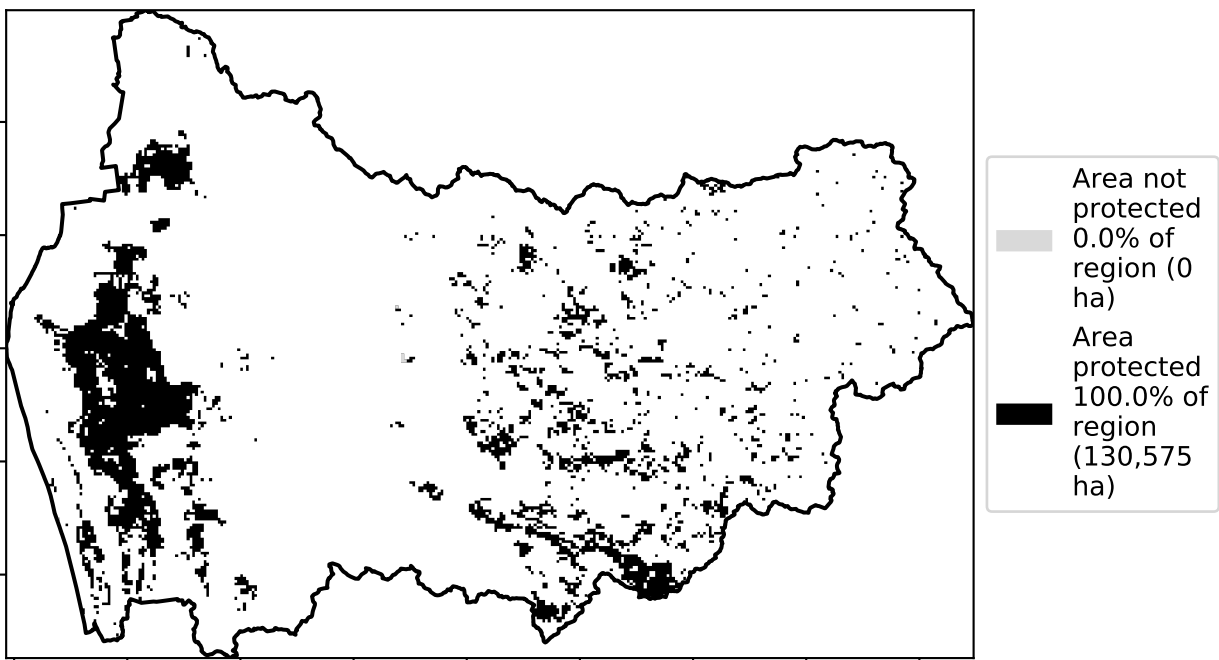 Area not
protected
0.0% of
region (0
ha)
Area
protected
100.0% of
region
(130,575
ha)